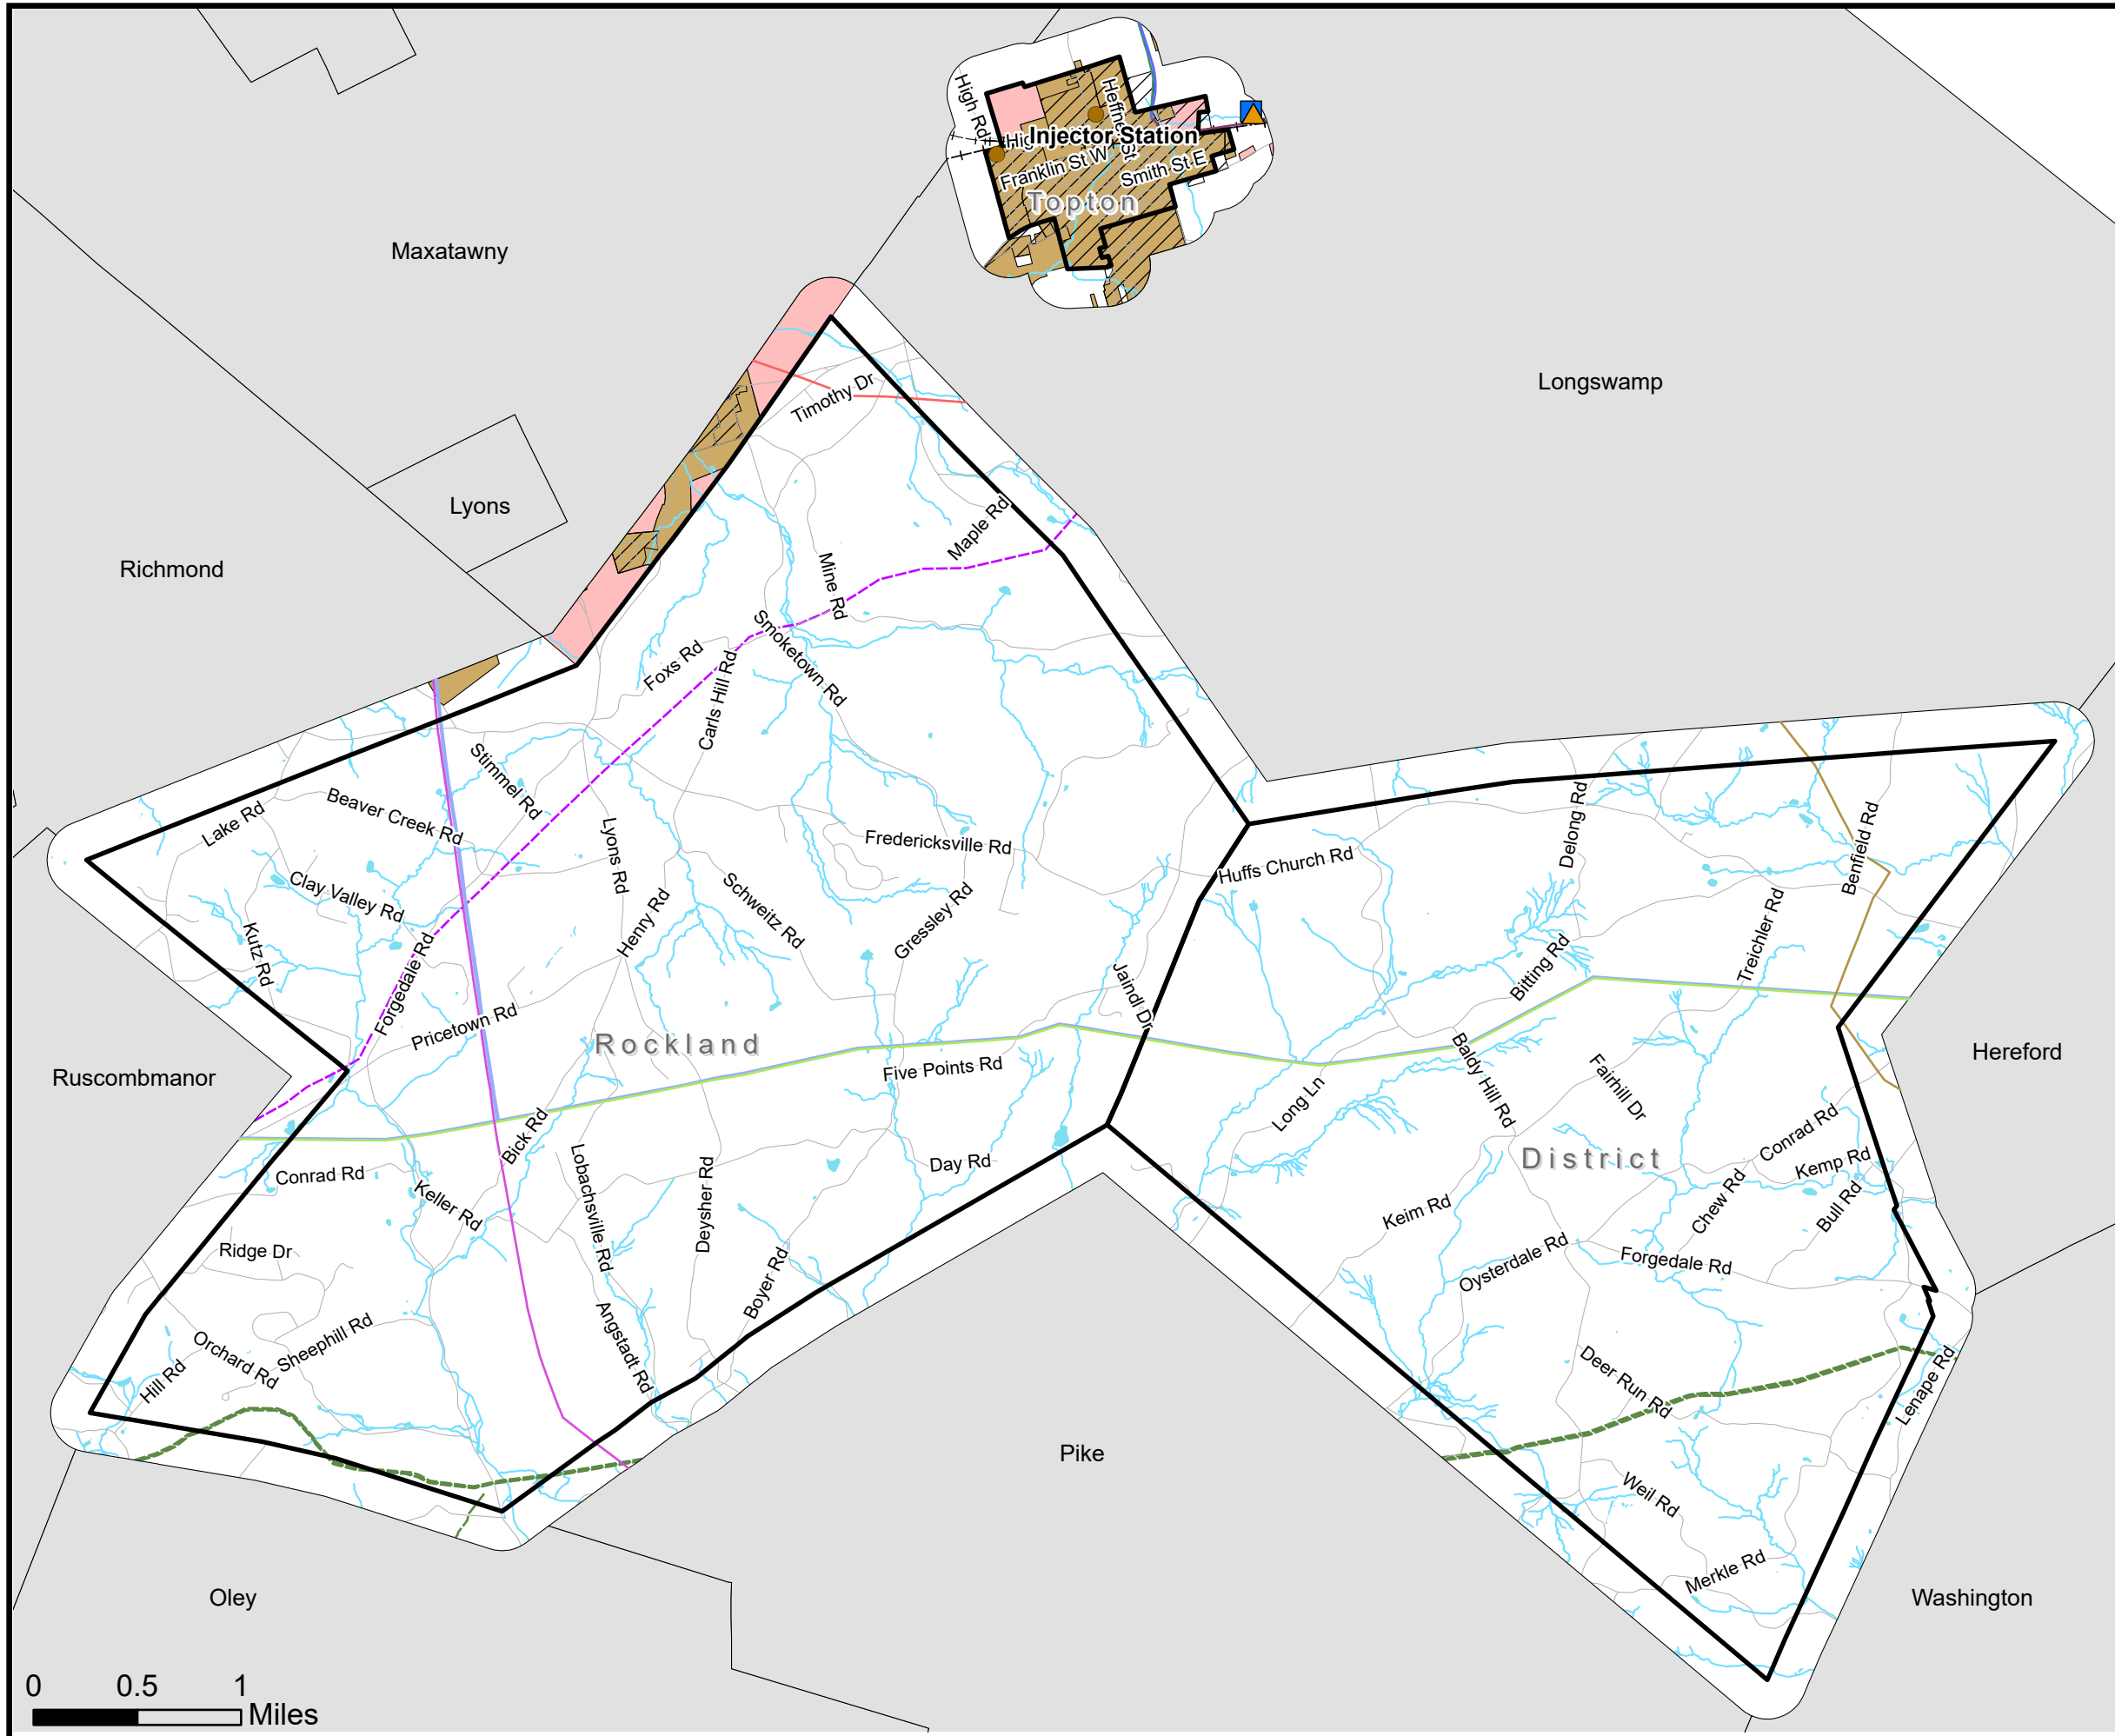 High Rd
Heffner St
Hig
Injector Station
Franklin St W
Smith St E
Topton
Maxatawny
Longswamp
Timothy Dr
Lyons
Maple Rd
Richmond
Mine Rd
Smoketown Rd
Foxs Rd
Carls Hill Rd
Stimmel Rd
Lake Rd
Beaver Creek Rd
Delong Rd
Benfield Rd
Lyons Rd
Fredericksville Rd
Huffs Church Rd
Clay Valley Rd
Schweitz Rd
Henry Rd
Gressley Rd
Treichler Rd
Kutz Rd
Forgedale Rd
Jaindl Dr
Bitting Rd
Pricetown Rd
Rockland
Baldy Hill Rd
Hereford
Ruscombmanor
Five Points Rd
Fairhill Dr
Long Ln
Bick Rd
Conrad Rd
Conrad Rd
Lobachsville Rd
Day Rd
District
Kemp Rd
Keller Rd
Deysher Rd
Keim Rd
Chew Rd
Bull Rd
Ridge Dr
Boyer Rd
Oysterdale Rd
Forgedale Rd
Angstadt Rd
Sheephill Rd
Orchard Rd
Hill Rd
Deer Run Rd
Lenape Rd
Pike
Weil Rd
Merkle Rd
Oley
Washington
0 0.5 1
Miles